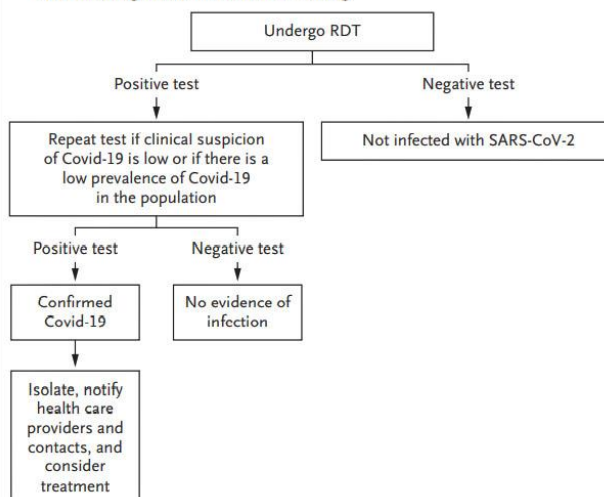 Undergo RDT
Positive test
Negative test
Repeat test if clinical suspicion
of Covid-19 is low or if there is a
low prevalence of Covid-19
in the population
Not infected with SARS-CoV-2
Positive test
Negative test
Confirmed
Covid-19
No evidence of
infection
Isolate, notify
health care
providers and
contacts, and
consider
treatment